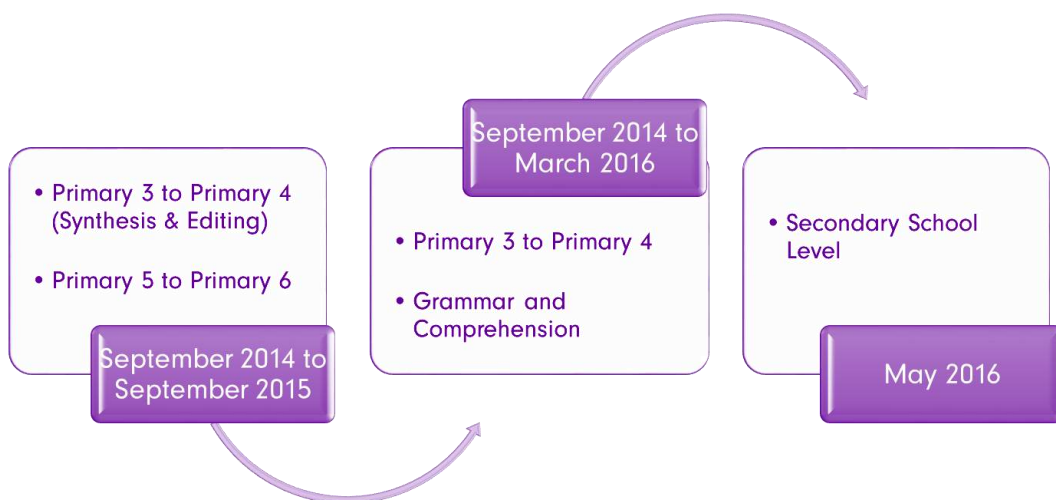 • Primary 3 to Primary 4
(Synthesis & Editing)
• Primary 5 to Primary 6
September 2014 to
September 2015
September 2014 to
March 2016
• Primary 3 to Primary 4
• Grammar and
Comprehension
• Secondary School
Level
May 2016